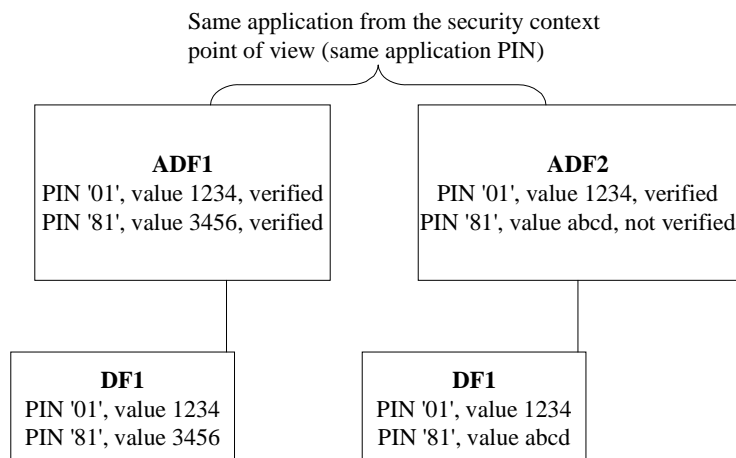 Same application from the security context
point of view (same application PIN)
ADF1
PIN '01', value 1234, verified
PIN '81', value 3456, verified
ADF2
PIN '01', value 1234, verified
PIN '81', value abcd, not verified
DF1
PIN '01', value 1234
PIN '81', value 3456
DF1
PIN '01', value 1234
PIN '81', value abcd